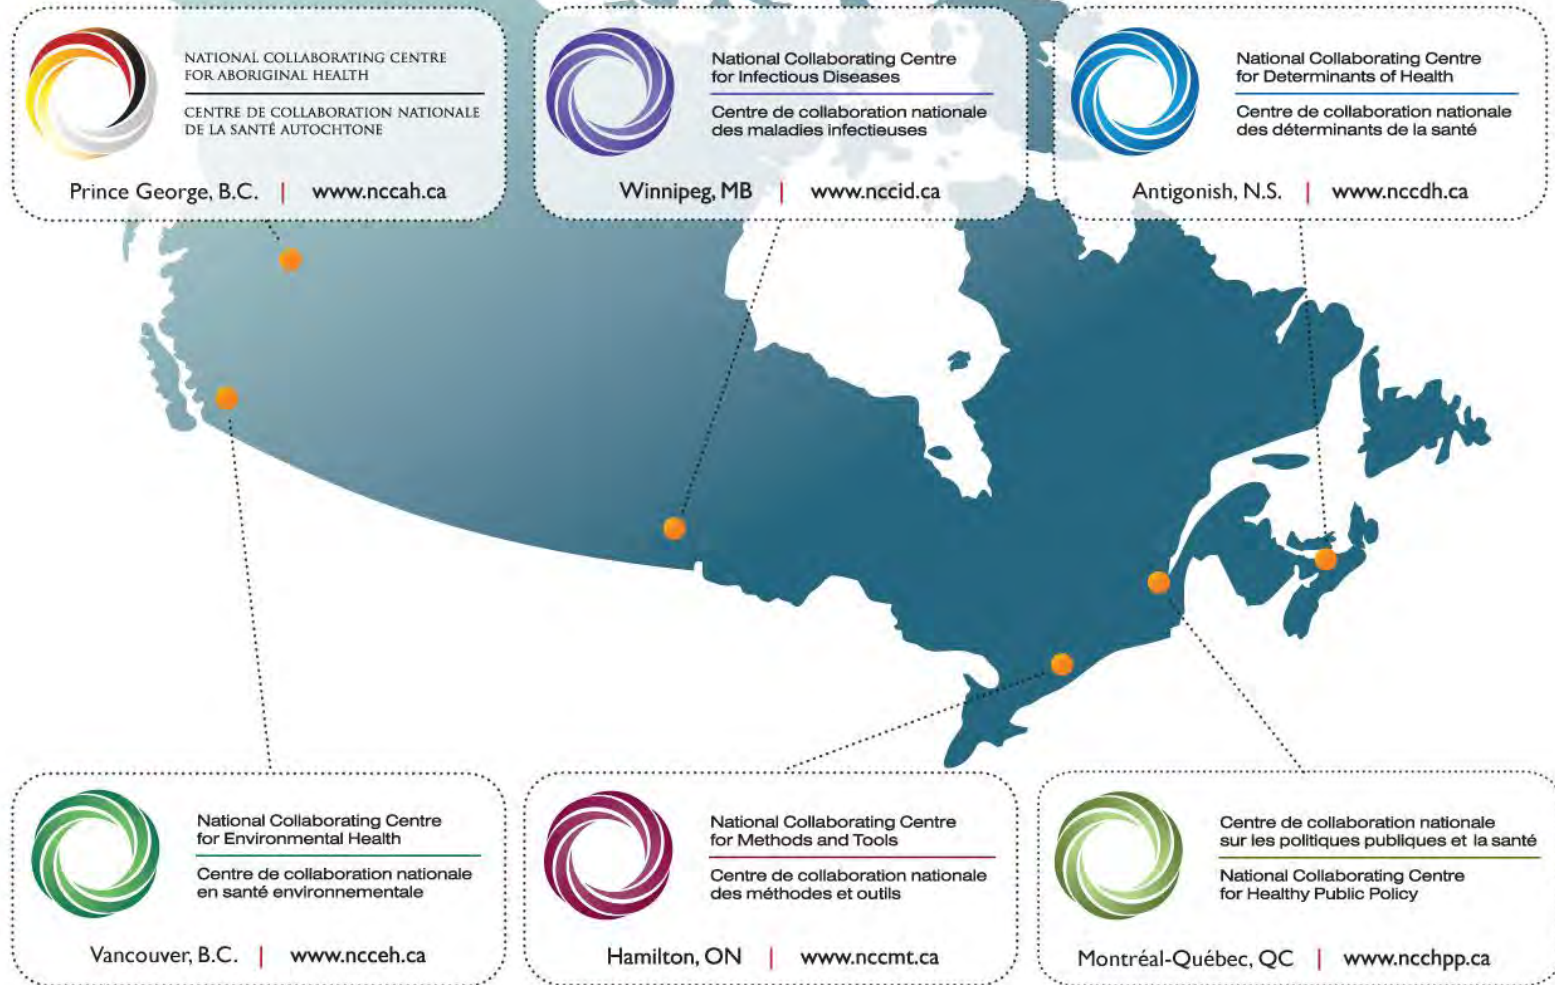 NATIONAL COLLABORATING CENTRE
FOR ABORIGINAL HEALTH
CENTRE DE COLLABORATION NATIONALE
DE LA SANTÉ AUTOCHTONE
Prince George, B.C. | www.nccah.ca
National Collaborating Centre
for Infectious Diseases
Centre de collaboration nationale
des maladies infectieuses
Winnipeg, MB | www.nccid.ca
National Collaborating Centre
for Determinants of Health
Centre de collaboration nationale
des déterminants de la santé
Antigonish, N.S. | www.nccdh.ca
National Collaborating Centre
for Environmental Health
Centre de collaboration nationale
en santé environnementale
Vancouver, B.C. | www.ncceh.ca
National Collaborating Centre
for Methods and Tools
Centre de collaboration nationale
des méthodes et outils
Hamilton, ON | www.nccmt.ca
Centre de collaboration nationale
sur les politiques publiques et la santé
National Collaborating Centre
for Healthy Public Policy
Montréal-Québec, QC | www.ncchpp.ca